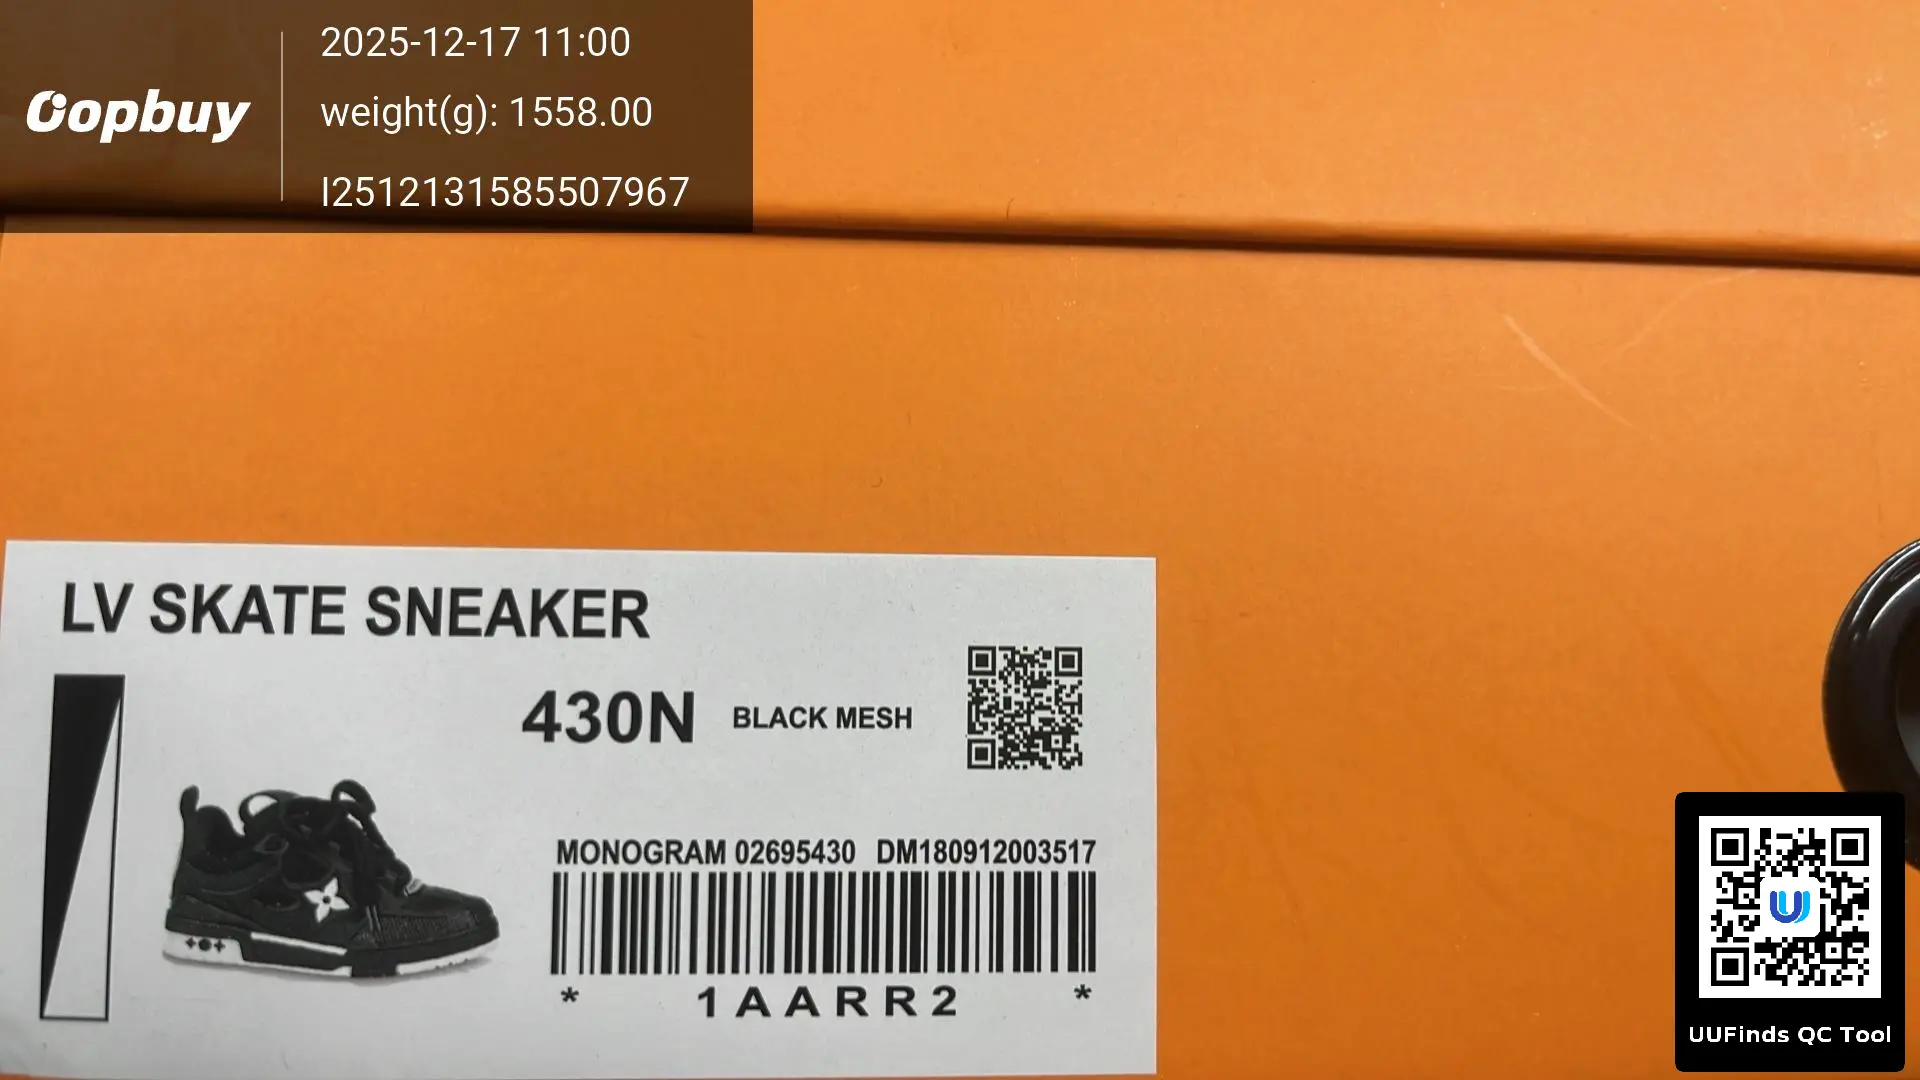 Oopbuy
2025-12-17 11:00
weight(g): 1558.00
I2512131585507967
LV SKATE SNEAKER
430N BLACK MESH
MONOGRAM 02695430 DM180912003517
* 1AARR2 *
UUFinds QC Tool